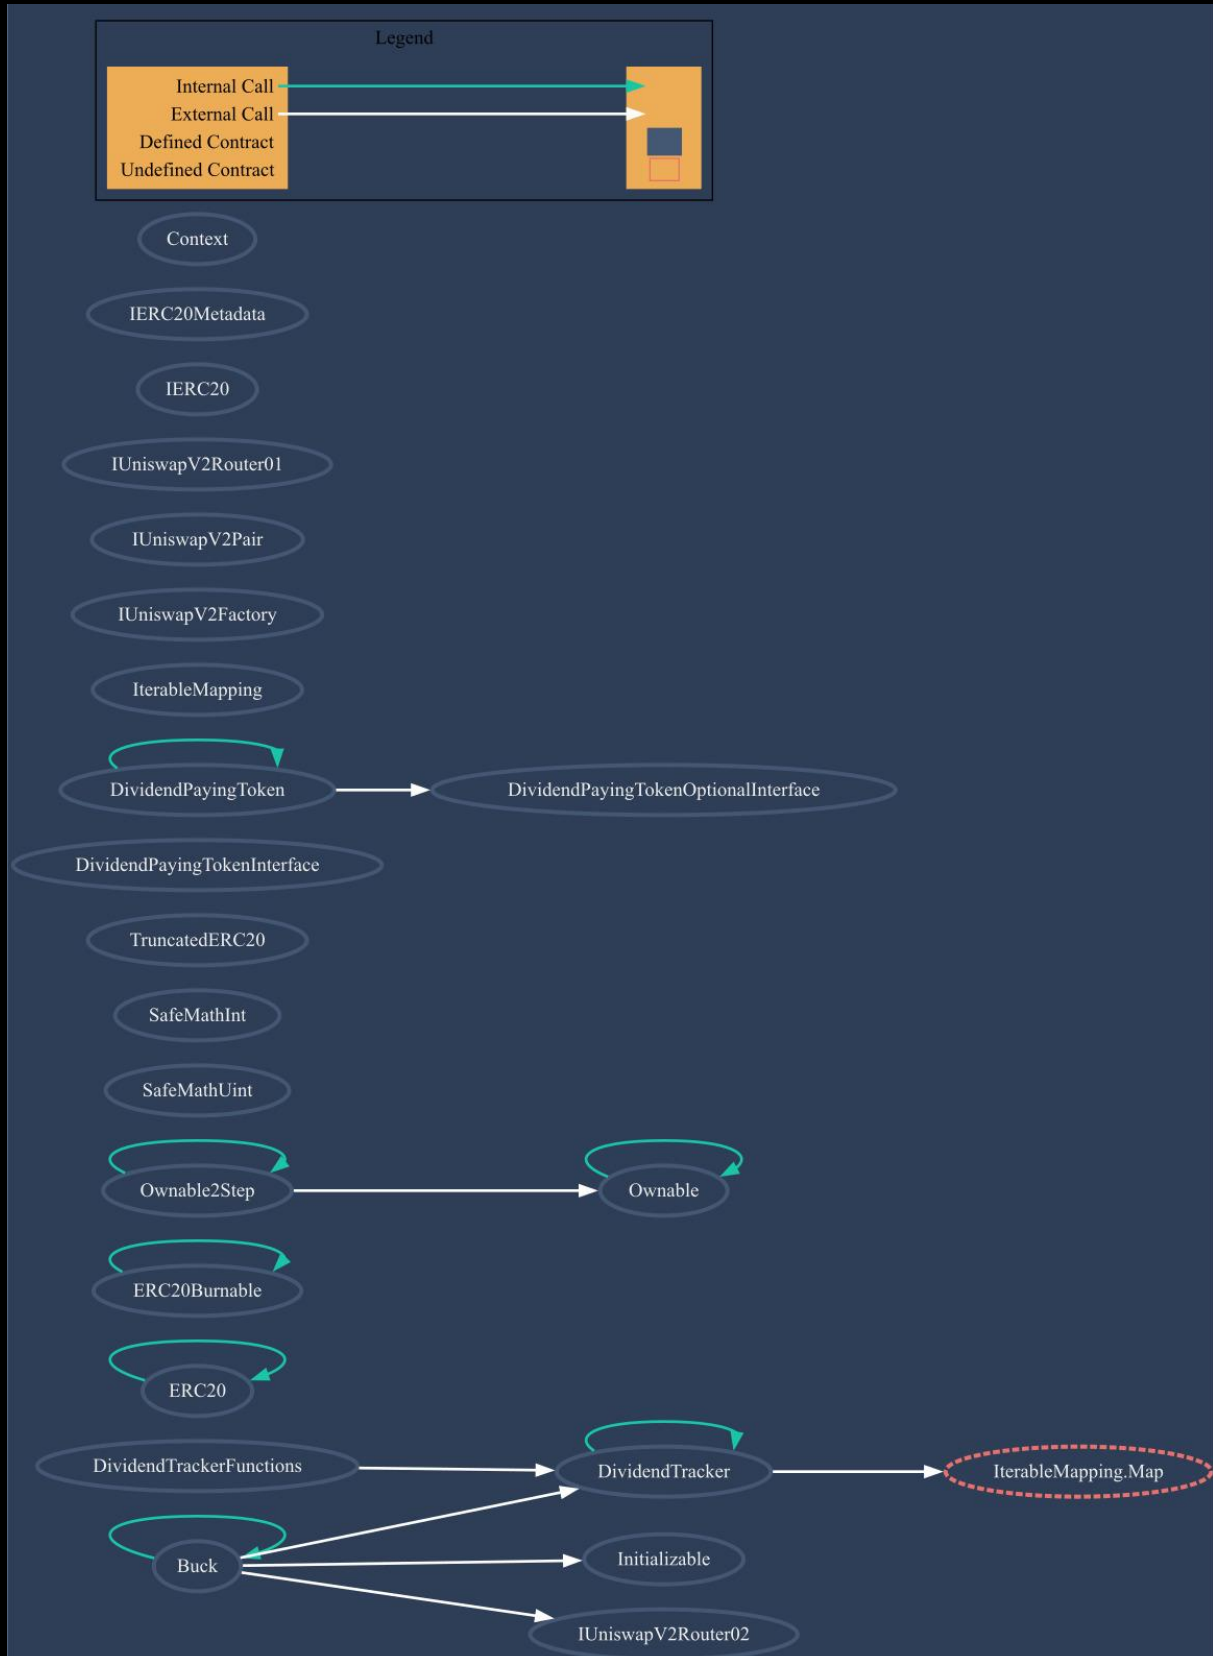 Legend
Internal Call
External Call
Defined Contract
Undefined Contract
Context
IERC20Metadata
IERC20
IUniswapV2Router01
IUniswapV2Pair
IUniswapV2Factory
IterableMapping
DividendPayingToken
DividendPayingTokenOptionalInterface
DividendPayingTokenInterface
TruncatedERC20
SafeMathInt
SafeMathUint
Ownable2Step
Ownable
ERC20Burnable
ERC20
DividendTrackerFunctions
DividendTracker
IterableMapping.Map
Buck
Initializable
IUniswapV2Router02